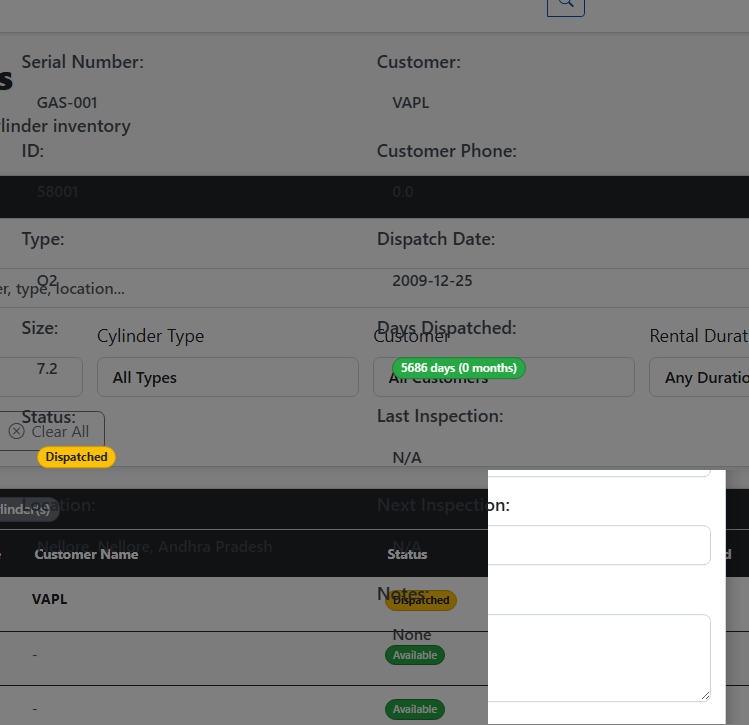 Serial Number: Customer:
s
GAS-001 VAPL
linder inventory
ID: Customer Phone:
58001 0.0
Type: Dispatch Date:
O2 2009-12-25
er, type, location...
Size: Days Dispatched:
Cylinder Type Customer Rental Durat
7.2 5686 days (0 months)
All Types All Customers Any Duratio
Status: Last Inspection:
Clear All
Dispatched N/A
Location: Next Inspection:
linder(s)
Nellore, Nellore, Andhra Pradesh N/A
e Customer Name Status d
Notes:
VAPL Dispatched
None
- Available
- Available